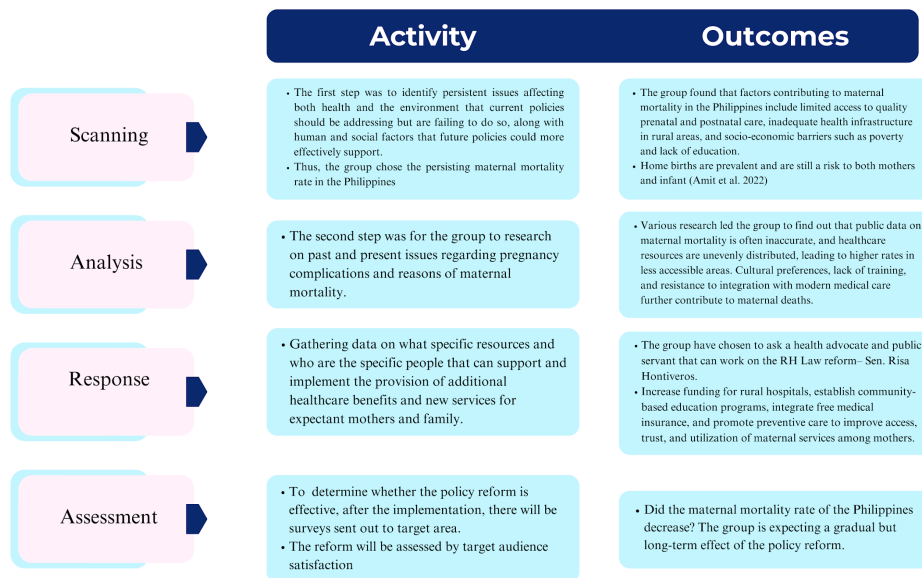 Activity
Outcomes
Scanning
• The first step was to identify persistent issues affecting
both health and the environment that current policies
should be addressing but are failing to do so, along with
human and social factors that future policies could more
effectively support.
• Thus, the group chose the persisting maternal mortality
rate in the Philippines
• The group found that factors contributing to maternal
mortality in the Philippines include limited access to quality
prenatal and postnatal care, inadequate health infrastructure
in rural areas, and socio-economic barriers such as poverty
and lack of education.
• Home births are prevalent and are still a risk to both mothers
and infant (Amit et al. 2022)
Analysis
• The second step was for the group to research
on past and present issues regarding pregnancy
complications and reasons of maternal
mortality.
• Various research led the group to find out that public data on
maternal mortality is often inaccurate, and healthcare
resources are unevenly distributed, leading to higher rates in
less accessible areas. Cultural preferences, lack of training,
and resistance to integration with modern medical care
further contribute to maternal deaths.
Response
• Gathering data on what specific resources and
who are the specific people that can support and
implement the provision of additional
healthcare benefits and new services for
expectant mothers and family.
• The group have chosen to ask a health advocate and public
servant that can work on the RH Law reform– Sen. Risa
Hontiveros.
• Increase funding for rural hospitals, establish community-
based education programs, integrate free medical
insurance, and promote preventive care to improve access,
trust, and utilization of maternal services among mothers.
Assessment
• To determine whether the policy reform is
effective, after the implementation, there will be
surveys sent out to target area.
• The reform will be assessed by target audience
satisfaction
• Did the maternal mortality rate of the Philippines
decrease? The group is expecting a gradual but
long-term effect of the policy reform.